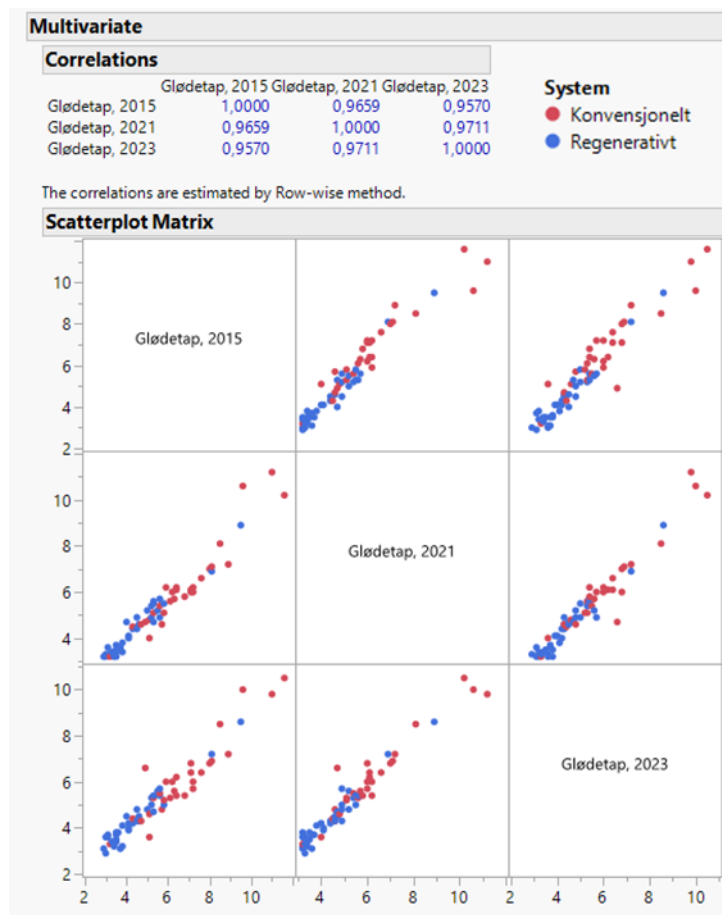 Multivariate
Correlations
Glødetap, 2015 Glødetap, 2021 Glødetap, 2023
Glødetap, 2015 1,0000 0,9659 0,9570
Glødetap, 2021 0,9659 1,0000 0,9711
Glødetap, 2023 0,9570 0,9711 1,0000
System
Konvensjonelt
Regenerativt
The correlations are estimated by Row-wise method.
Scatterplot Matrix
10
8
6
4
2
Glødetap, 2015
10
8
6
4
Glødetap, 2021
10
8
6
4
2
Glødetap, 2023
2 4 6 8 10 4 6 8 10 2 4 6 8 10